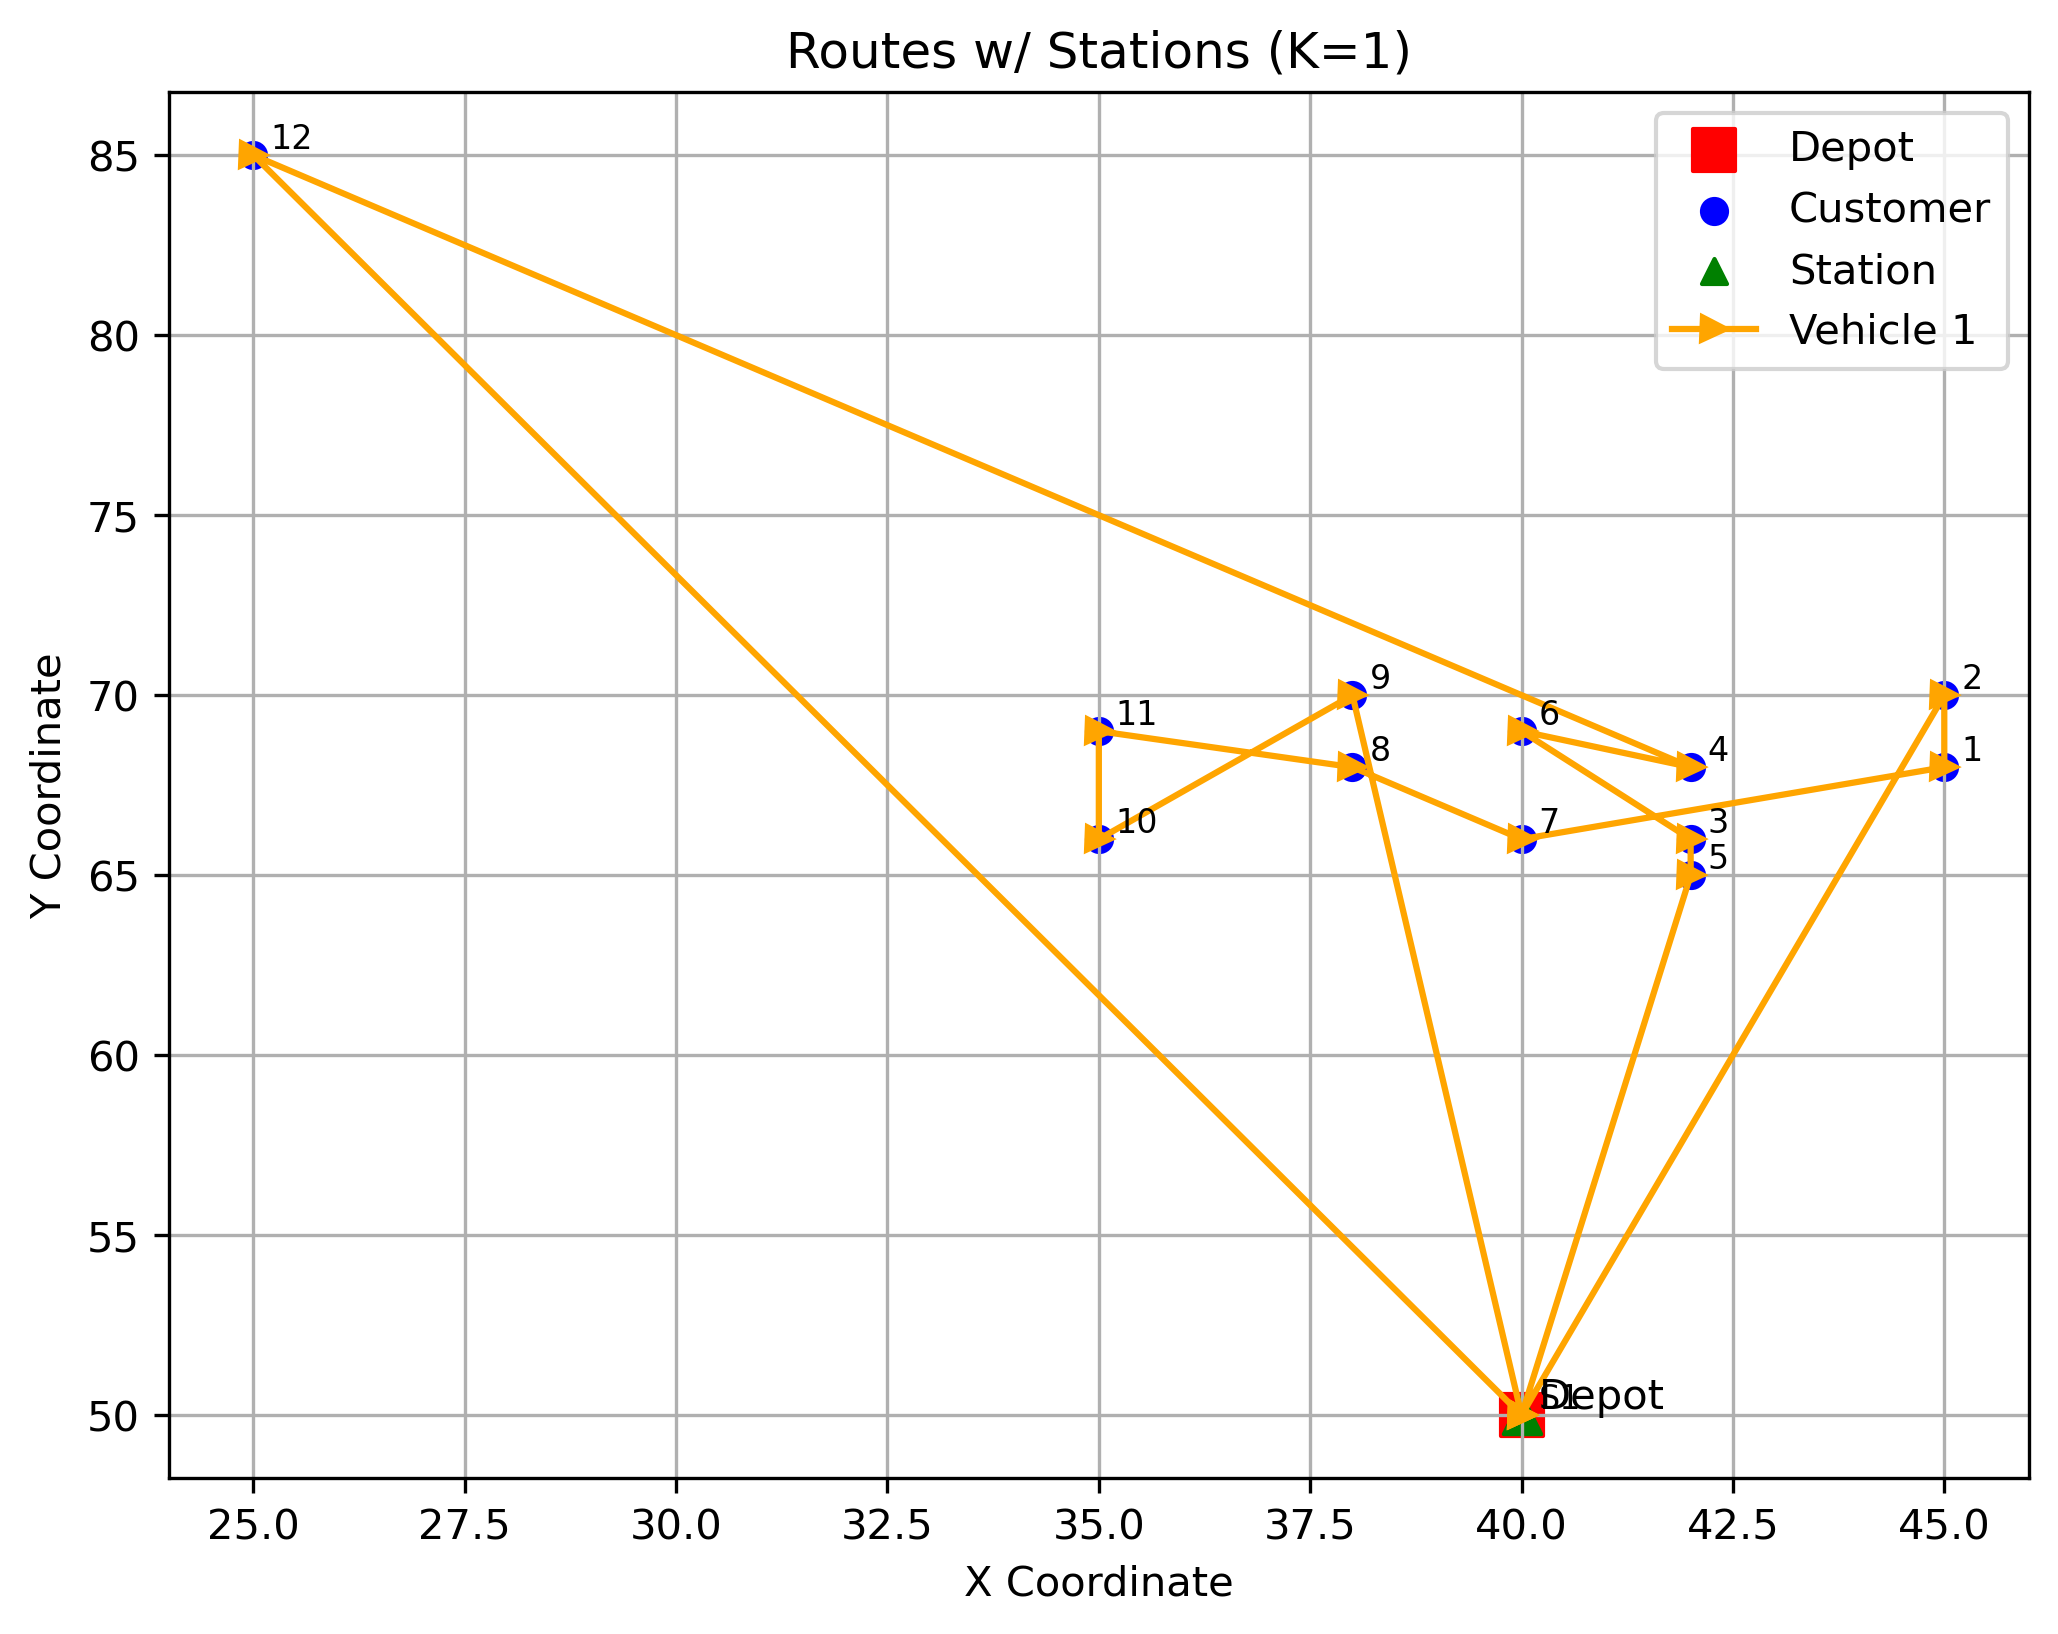 Routes w/ Stations (K=1)
Depot
Customer
Station
Vehicle 1
12
9
2
11
6
8
4
1
10
7
3
5
S1
Depot
85
80
75
70
65
60
55
50
Y Coordinate
25.0 27.5 30.0 32.5 35.0 37.5 40.0 42.5 45.0
X Coordinate